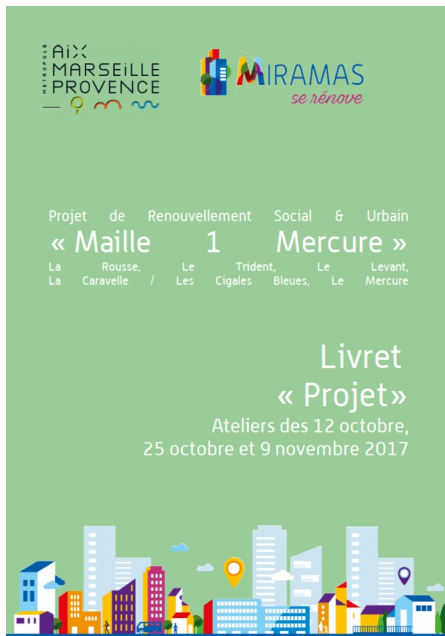 MÉTROPOLE
AIX
MARSEILLE
PROVENCE
MIRAMAS
se rénove
Projet de Renouvellement Social & Urbain
« Maille 1 Mercure »
La Rousse, Le Trident, Le Levant,
La Caravelle / Les Cigales Bleues, Le Mercure
Livret
« Projet»
Ateliers des 12 octobre,
25 octobre et 9 novembre 2017